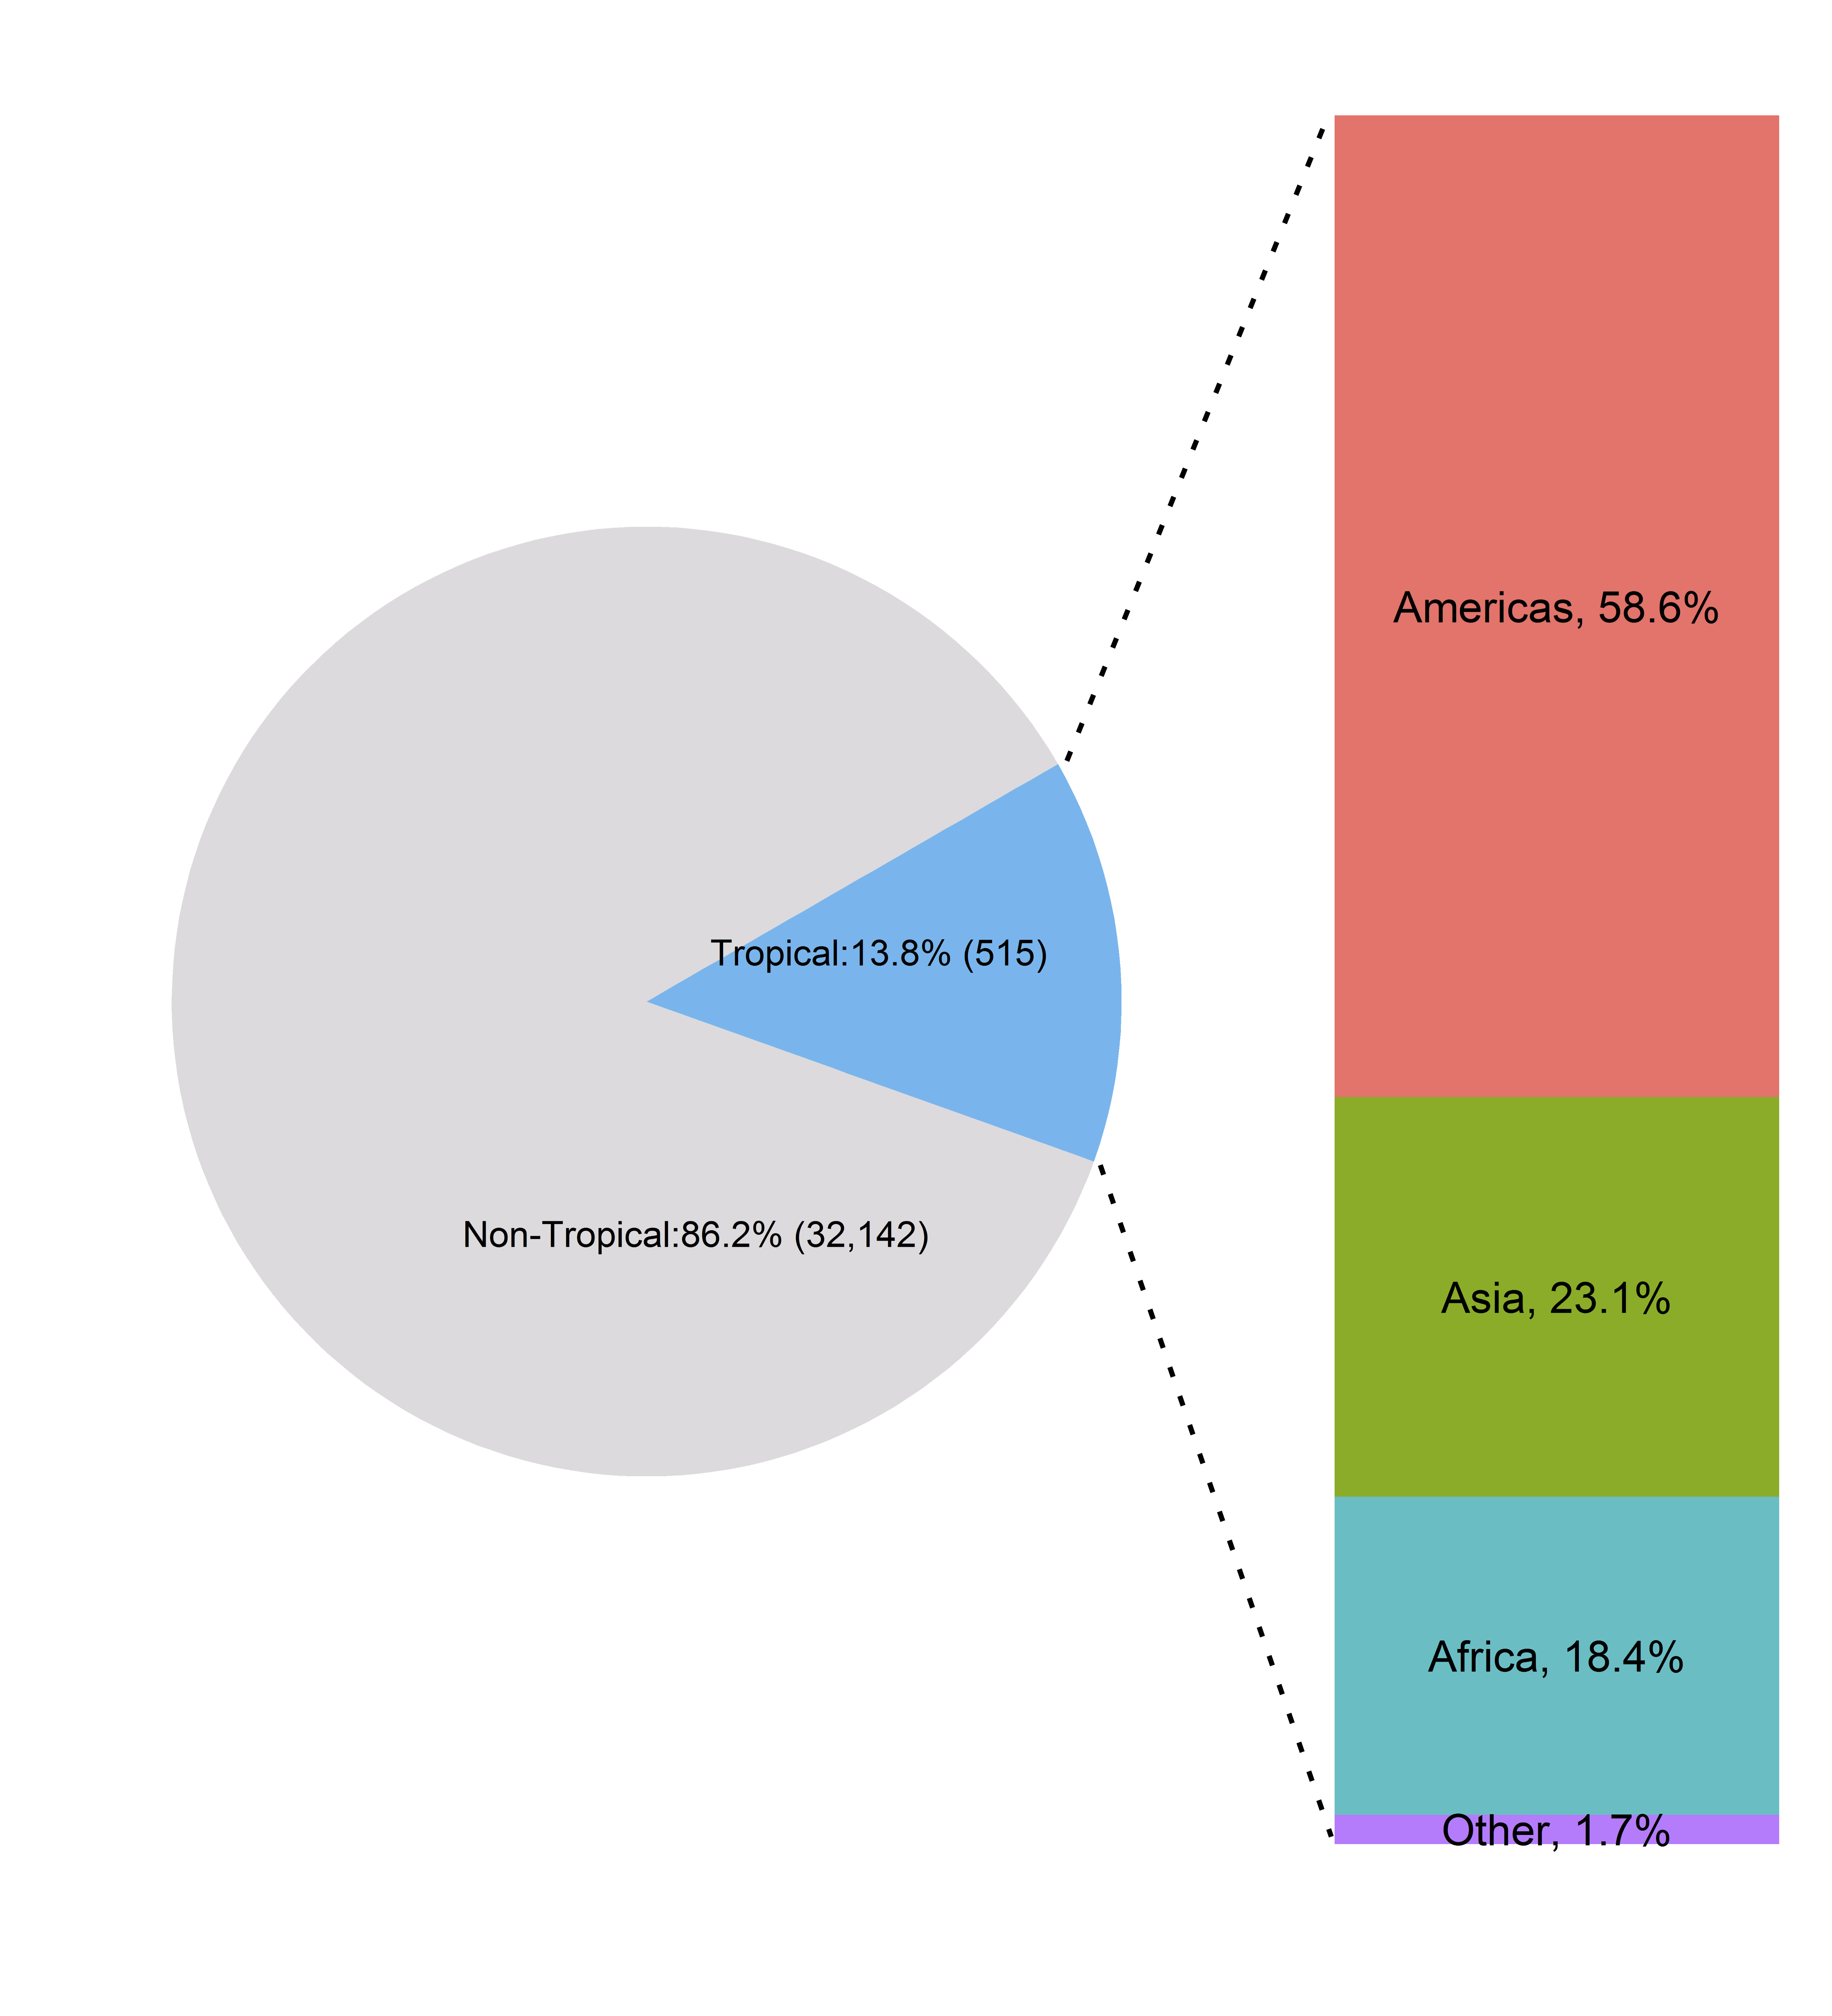 Tropical:13.8% (515)
Non-Tropical:86.2% (32,142)
Americas, 58.6%
Asia, 23.1%
Africa, 18.4%
Other, 1.7%